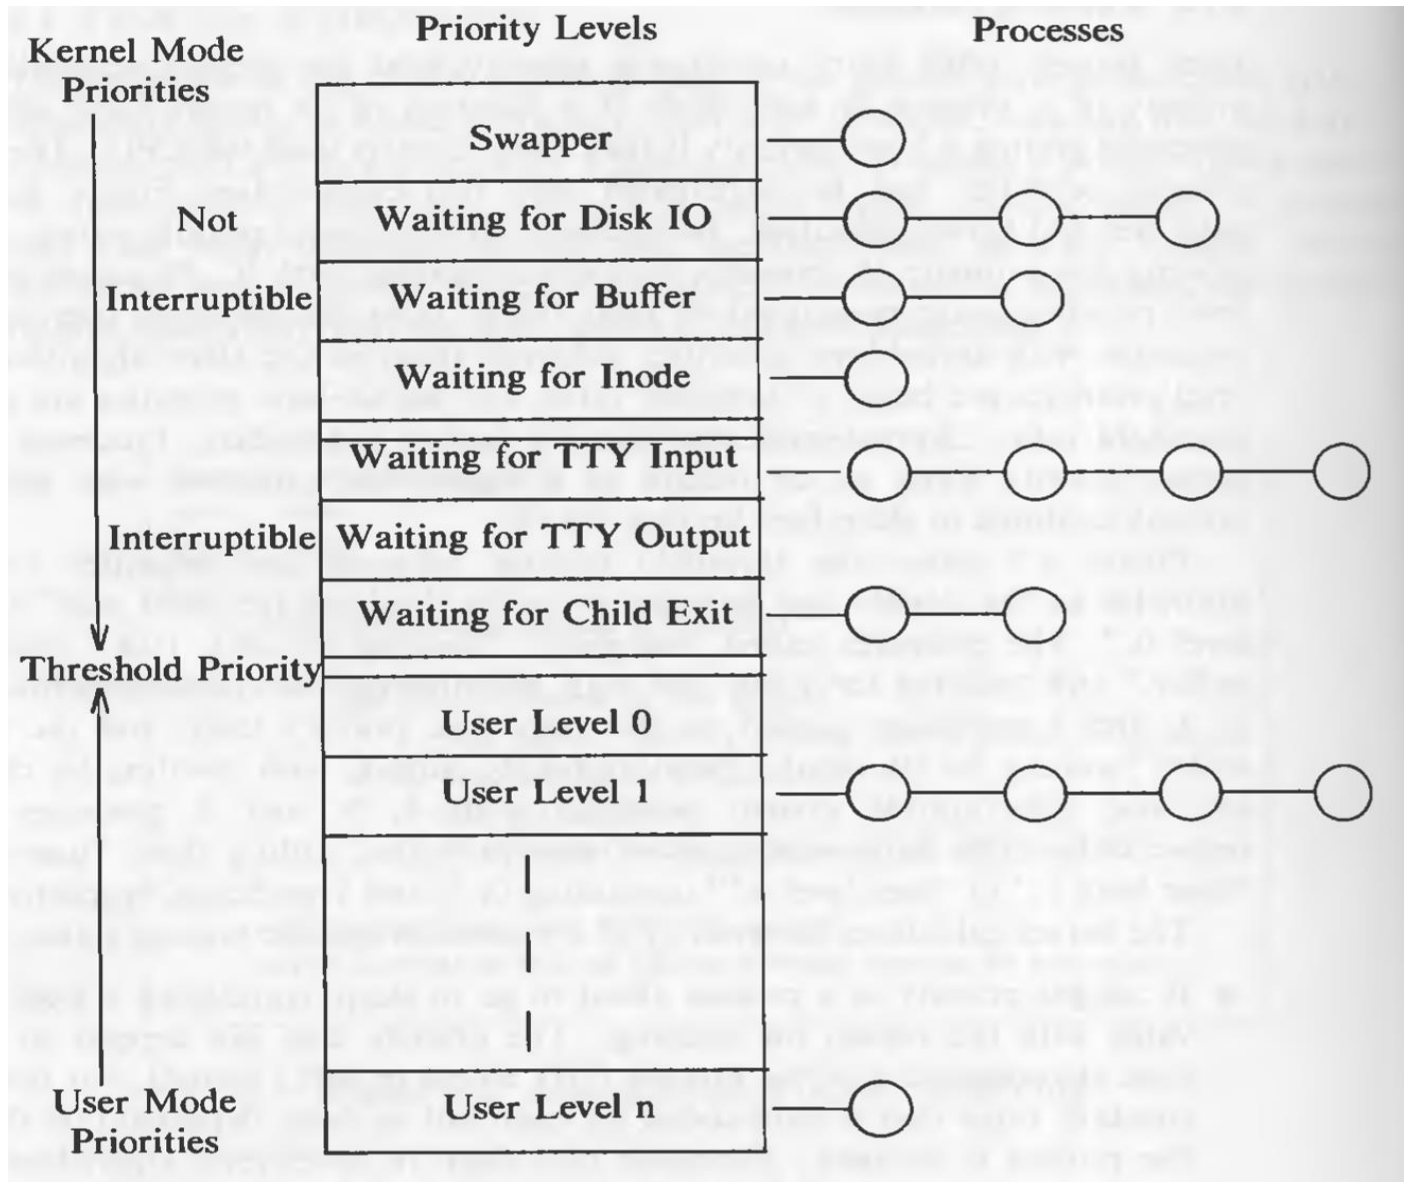 Kernel Mode
Priorities
Priority Levels
Processes
Swapper
Not
Waiting for Disk IO
Interruptible
Waiting for Buffer
Waiting for Inode
Waiting for TTY Input
Interruptible
Waiting for TTY Output
Waiting for Child Exit
Threshold Priority
User Level 0
User Level 1
User Mode
Priorities
User Level n